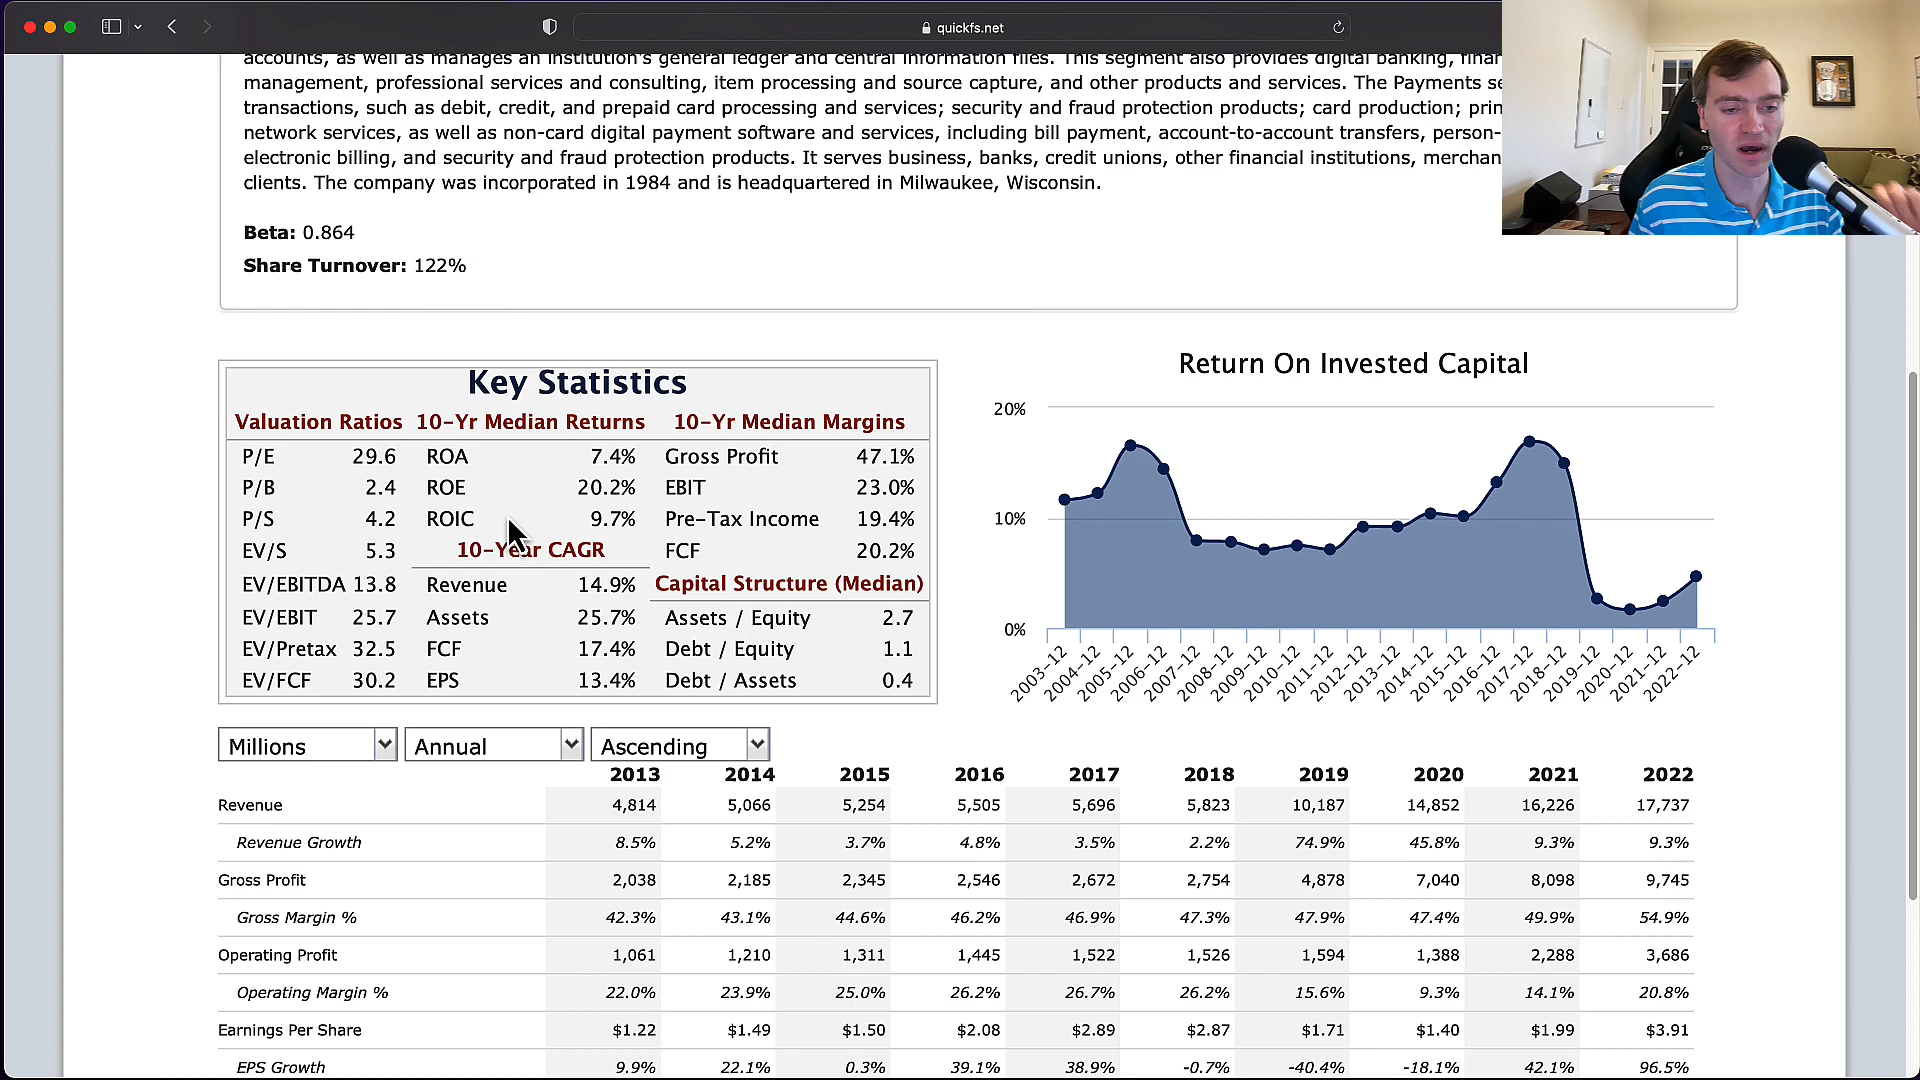 quickfs.net
accounts, as well as manages an institution's general ledger and central information files. This segment also provides digital banking, finan
management, professional services and consulting, item processing and source capture, and other products and services. The Payments se
transactions, such as debit, credit, and prepaid card processing and services; security and fraud protection products; card production; prin
network services, as well as non-card digital payment software and services, including bill payment, account-to-account transfers, person-
electronic billing, and security and fraud protection products. It serves business, banks, credit unions, other financial institutions, merchan
clients. The company was incorporated in 1984 and is headquartered in Milwaukee, Wisconsin.
Beta: 0.864
Share Turnover: 122%
Key Statistics
Valuation Ratios 10-Yr Median Returns 10-Yr Median Margins
P/E 29.6 ROA 7.4% Gross Profit 47.1%
P/B 2.4 ROE 20.2% EBIT 23.0%
P/S 4.2 ROIC 9.7% Pre-Tax Income 19.4%
EV/S 5.3 10-Year CAGR FCF 20.2%
EV/EBITDA 13.8 Revenue 14.9% Capital Structure (Median)
EV/EBIT 25.7 Assets 25.7% Assets / Equity 2.7
EV/Pretax 32.5 FCF 17.4% Debt / Equity 1.1
EV/FCF 30.2 EPS 13.4% Debt / Assets 0.4
Return On Invested Capital
20%
10%
0%
2003-12 2004-12 2005-12 2006-12 2007-12 2008-12 2009-12 2010-12 2011-12 2012-12 2013-12 2014-12 2015-12 2016-12 2017-12 2018-12 2019-12 2020-12 2021-12 2022-12
Millions Annual Ascending
2013 2014 2015 2016 2017 2018 2019 2020 2021 2022
Revenue 4,814 5,066 5,254 5,505 5,696 5,823 10,187 14,852 16,226 17,737
Revenue Growth 8.5% 5.2% 3.7% 4.8% 3.5% 2.2% 74.9% 45.8% 9.3% 9.3%
Gross Profit 2,038 2,185 2,345 2,546 2,672 2,754 4,878 7,040 8,098 9,745
Gross Margin % 42.3% 43.1% 44.6% 46.2% 46.9% 47.3% 47.9% 47.4% 49.9% 54.9%
Operating Profit 1,061 1,210 1,311 1,445 1,522 1,526 1,594 1,388 2,288 3,686
Operating Margin % 22.0% 23.9% 25.0% 26.2% 26.7% 26.2% 15.6% 9.3% 14.1% 20.8%
Earnings Per Share $1.22 $1.49 $1.50 $2.08 $2.89 $2.87 $1.71 $1.40 $1.99 $3.91
EPS Growth 9.9% 22.1% 0.3% 39.1% 38.9% -0.7% -40.4% -18.1% 42.1% 96.5%